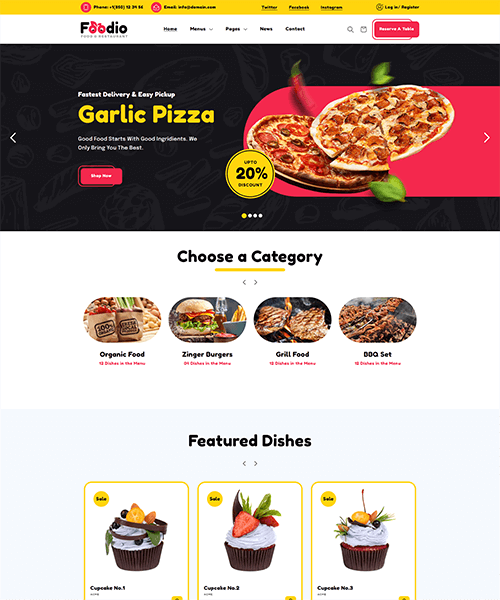 Phone: +1(850) 12 34 56
Email: info@domain.com
Twitter
Facebook
Instagram
Log in/ Register
Foodio
FOOD & RESTAURANT
Home
Menus
Pages
News
Contact
Reserve A Table
Fastest Delivery & Easy Pickup
Garlic Pizza
Good Food Starts With Good Ingridients. We
Only Bring You The Best.
Shop Now
UPTO
20%
DISCOUNT
Choose a Category
100% ORGANIC
Organic Food
12 Dishes in the Menu
Zinger Burgers
Dishes in the Menu
Grill Food
12 Dishes in the Menu
BBQ Set
Dishes in the Menu
Featured Dishes
Sale
Sale
Sale
Cupcake No.1
Cupcake No.2
Cupcake No.3